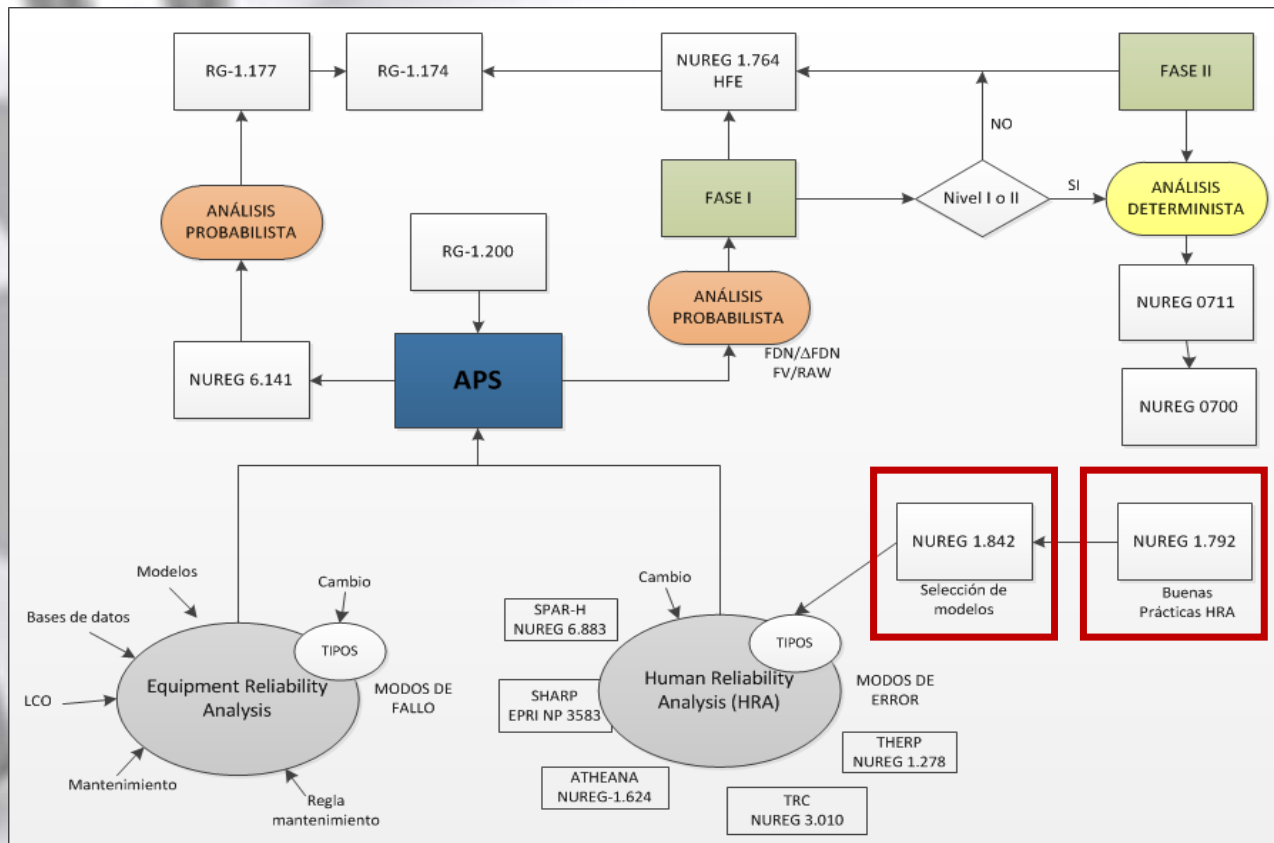 RG-1.177
RG-1.174
NUREG 1.764
HFE
FASE II
NO
ANÁLISIS
PROBABILISTA
FASE I
Nivel I o II
SI
ANÁLISIS
DETERMINISTA
RG-1.200
ANÁLISIS
PROBABILISTA
NUREG 0711
FDN/ΔFDN
FV/RAW
NUREG 6.141
APS
NUREG 0700
NUREG 1.842
Selección de
modelos
NUREG 1.792
Buenas
Prácticas HRA
Modelos
Cambio
Bases de datos
TIPOS
Equipment Reliability
Analysis
LCO
MODOS DE
FALLO
Mantenimiento
Regla
mantenimiento
Cambio
SPAR-H
NUREG 6.883
TIPOS
Human Reliability
Analysis (HRA)
MODOS DE
ERROR
SHARP
EPRI NP 3583
THERP
NUREG 1.278
ATHEANA
NUREG-1.624
TRC
NUREG 3.010